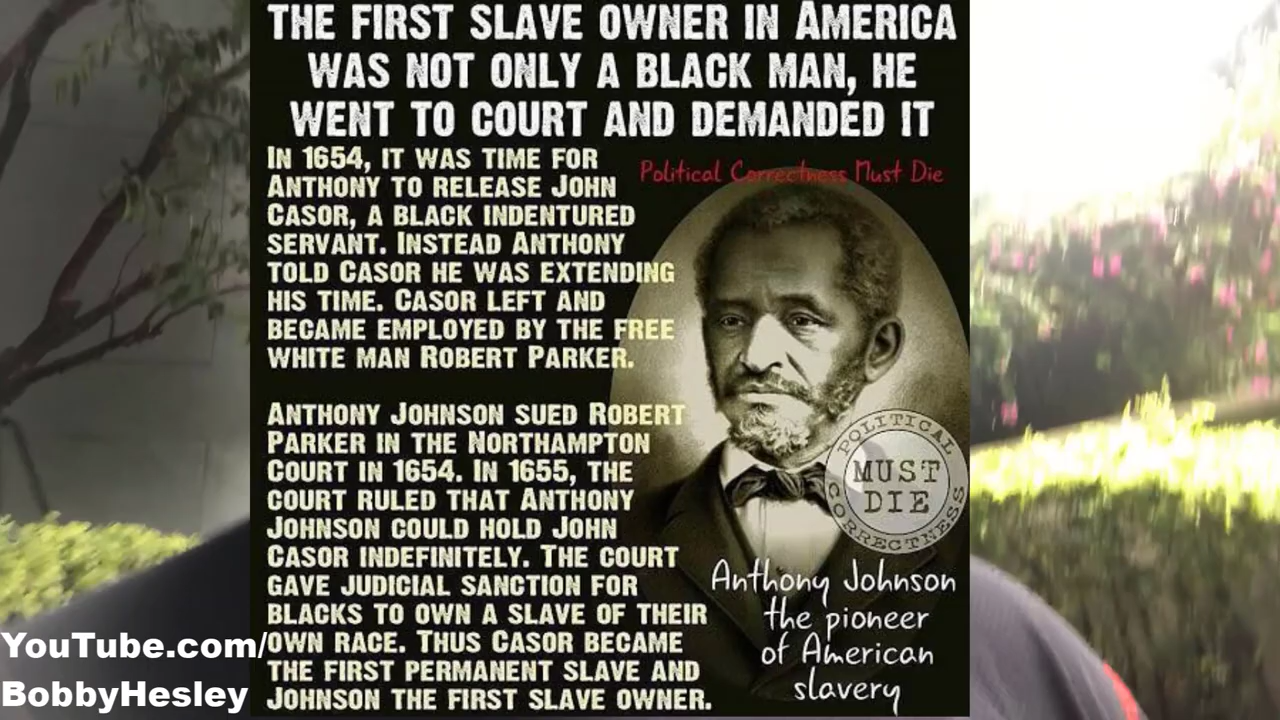 THE FIRST SLAVE OWNER IN AMERICA
WAS NOT ONLY A BLACK MAN, HE
WENT TO COURT AND DEMANDED IT
IN 1654, IT WAS TIME FOR
ANTHONY TO RELEASE JOHN
CASOR, A BLACK INDENTURED
SERVANT. INSTEAD ANTHONY
TOLD CASOR HE WAS EXTENDING
HIS TIME. CASOR LEFT AND
BECAME EMPLOYED BY THE FREE
WHITE MAN ROBERT PARKER.
ANTHONY JOHNSON SUED ROBERT
PARKER IN THE NORTHAMPTON
COURT IN 1654. IN 1655, THE
COURT RULED THAT ANTHONY
JOHNSON COULD HOLD JOHN
CASOR INDEFINITELY. THE COURT
GAVE JUDICIAL SANCTION FOR
BLACKS TO OWN A SLAVE OF THEIR
OWN RACE. THUS CASOR BECAME
THE FIRST PERMANENT SLAVE AND
JOHNSON THE FIRST SLAVE OWNER.
Political Correctness Must Die
POLITICAL
MUST
DIE
CORRECTNESS
Anthony Johnson
the pioneer
of American
slavery
YouTube.com/
BobbyHesley